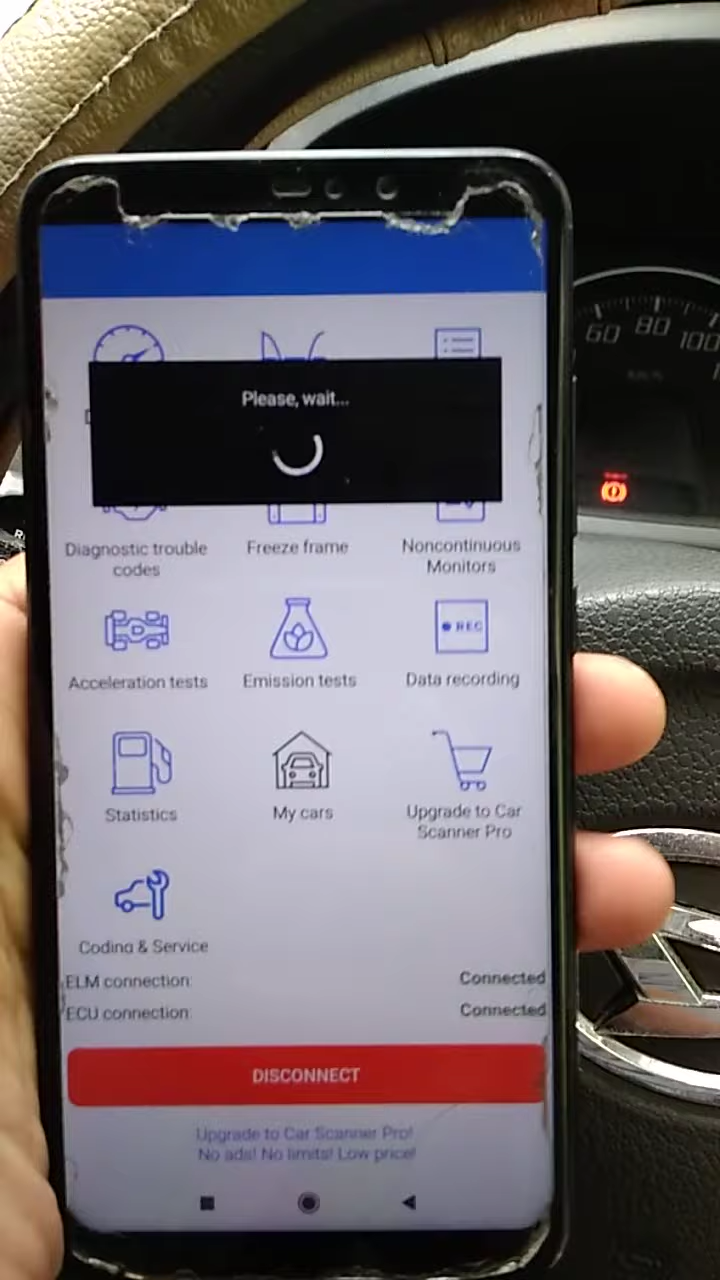 Please, wait...
60 80 100
Diagnostic trouble
codes
Freeze frame
Noncontinuous
Monitors
REC
Acceleration tests
Emission tests
Data recording
Statistics
My cars
Upgrade to Car
Scanner Pro
Coding & Service
ELM connection:
Connected
ECU connection:
Connected
DISCONNECT
Upgrade to Car Scanner Pro!
No ads! No limits! Low price!